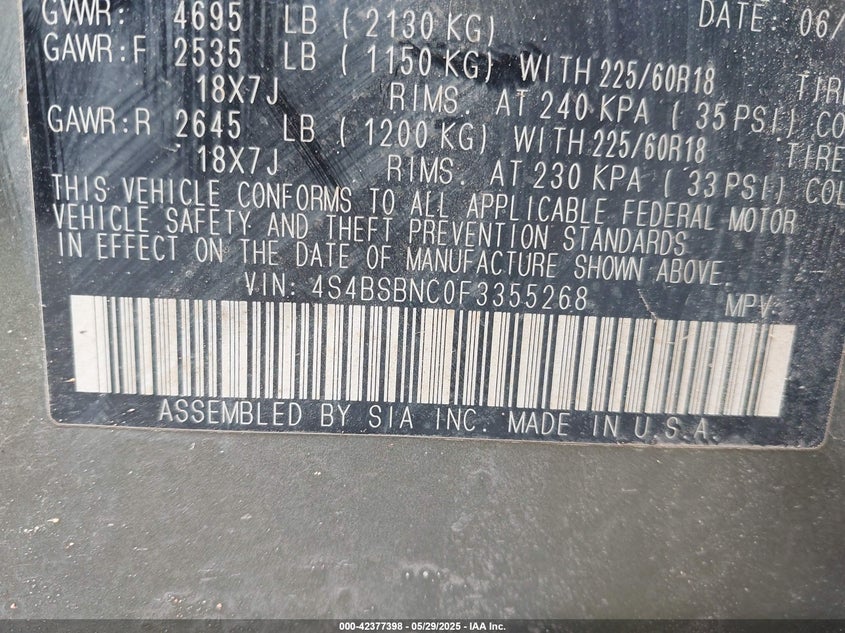 GVWR: 4695 LB ( 2130 KG) DATE: 06/
GAWR:F 2535 LB ( 1150 KG) WITH 225/60R18 TIRE
18X7J RIMS. AT 240 KPA ( 35 PSI) CO
GAWR:R 2645 LB ( 1200 KG) WITH 225/60R18 TIRE
18X7J RIMS. AT 230 KPA ( 33 PSI) COL
THIS VEHICLE CONFORMS TO ALL APPLICABLE FEDERAL MOTOR
VEHICLE SAFETY AND THEFT PREVENTION STANDARDS
IN EFFECT ON THE DATE OF MANUFACTURE SHOWN ABOVE.
VIN: 4S4BSBNC0F3355268 MPV
ASSEMBLED BY SIA INC. MADE IN U.S.A.
000-42377398 - 05/29/2025 - IAA Inc.